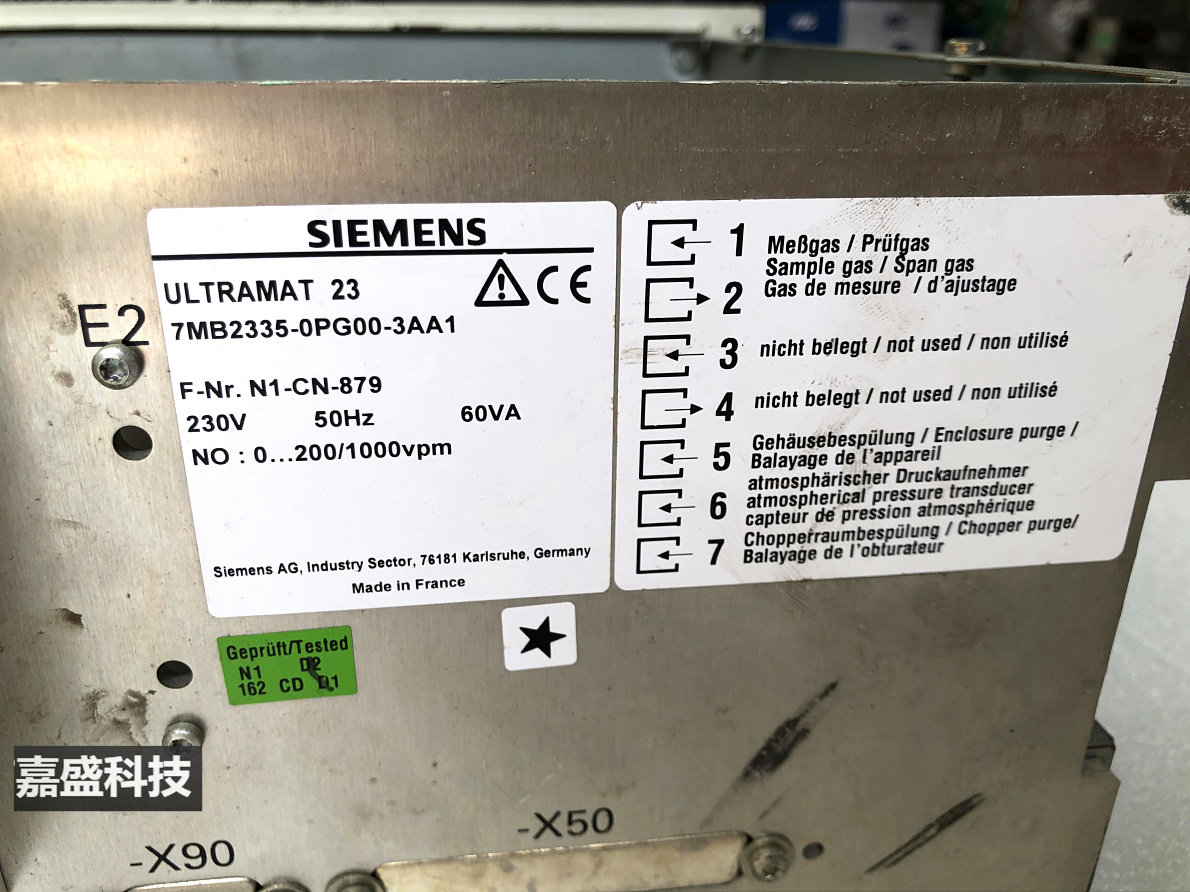 SIEMENS
ULTRAMAT 23
CE
7MB2335-0PG00-3AA1
F-Nr. N1-CN-879
230V 50Hz 60VA
NO : 0...200/1000vpm
Siemens AG, Industry Sector, 76181 Karlsruhe, Germany
Made in France
1 Meßgas / Prüfgas
Sample gas / Span gas
2 Gas de mesure / d'ajustage
3 nicht belegt / not used / non utilisé
4 nicht belegt / not used / non utilisé
5 Gehäusebespülung / Enclosure purge /
Balayage de l'appareil
atmosphärischer Druckaufnehmer
6 atmospherical pressure transducer
capteur de pression atmosphérique
7 Chopperraumbespülung / Chopper purge/
Balayage de l'obturateur
E2
Geprüft/Tested
N1 D2
162 CD D1
嘉盛科技
-X90
-X50